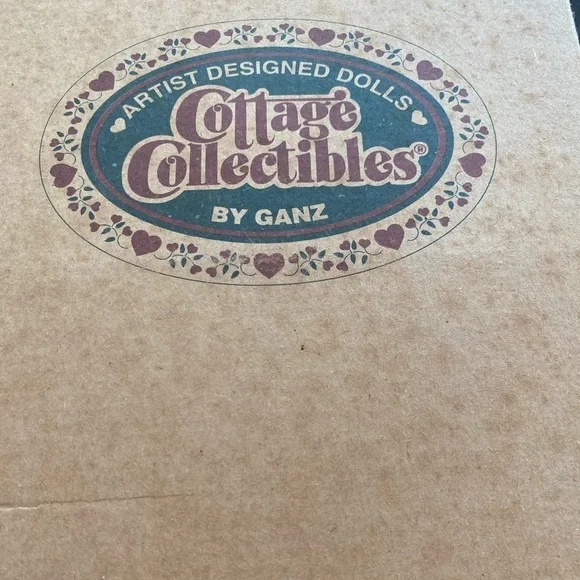 ARTIST DESIGNED DOLLS
Cottage
Collectibles®
BY GANZ